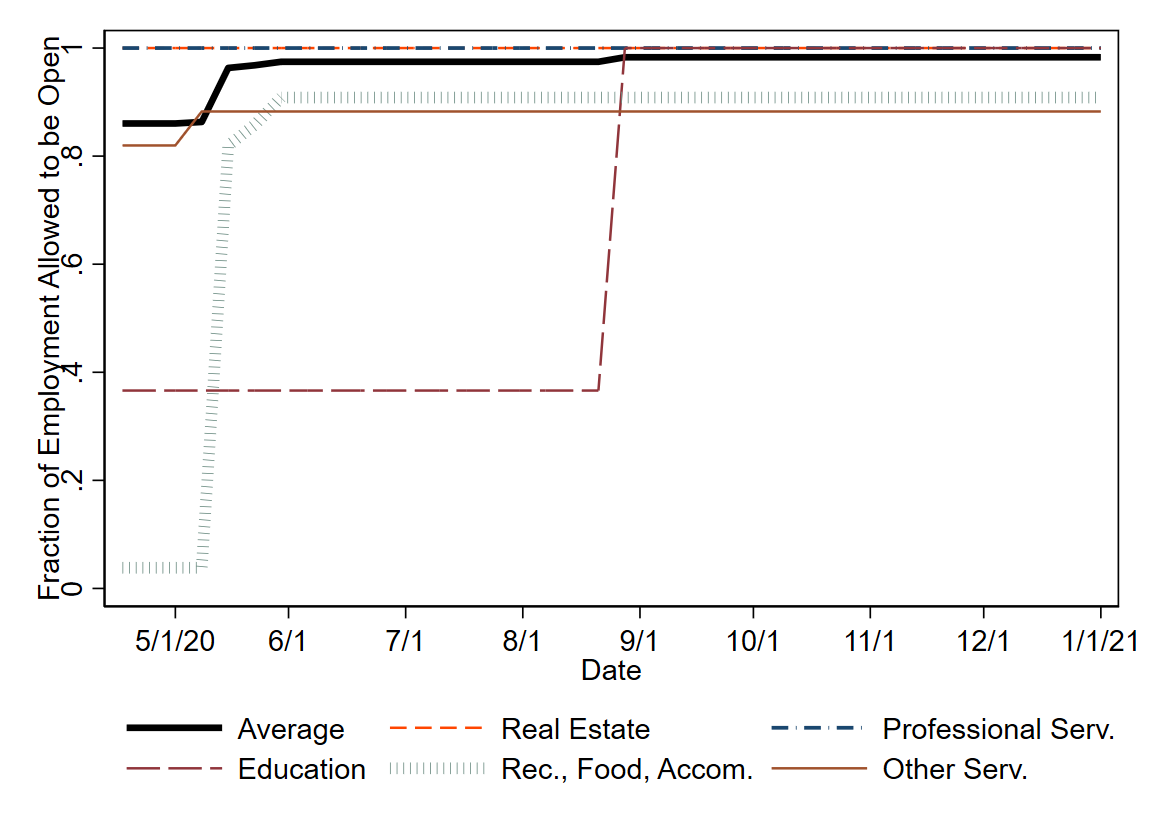 Fraction of Employment Allowed to be Open
1
.8
.6
.4
.2
0
5/1/20 6/1 7/1 8/1 9/1 10/1 11/1 12/1 1/1/21
Date
Average Real Estate Professional Serv.
Education Rec., Food, Accom. Other Serv.